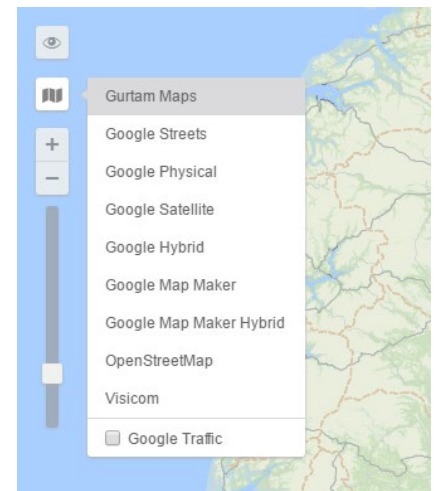 Gurtam Maps
Google Streets
Google Physical
Google Satellite
Google Hybrid
Google Map Maker
Google Map Maker Hybrid
OpenStreetMap
Visicom
Google Traffic